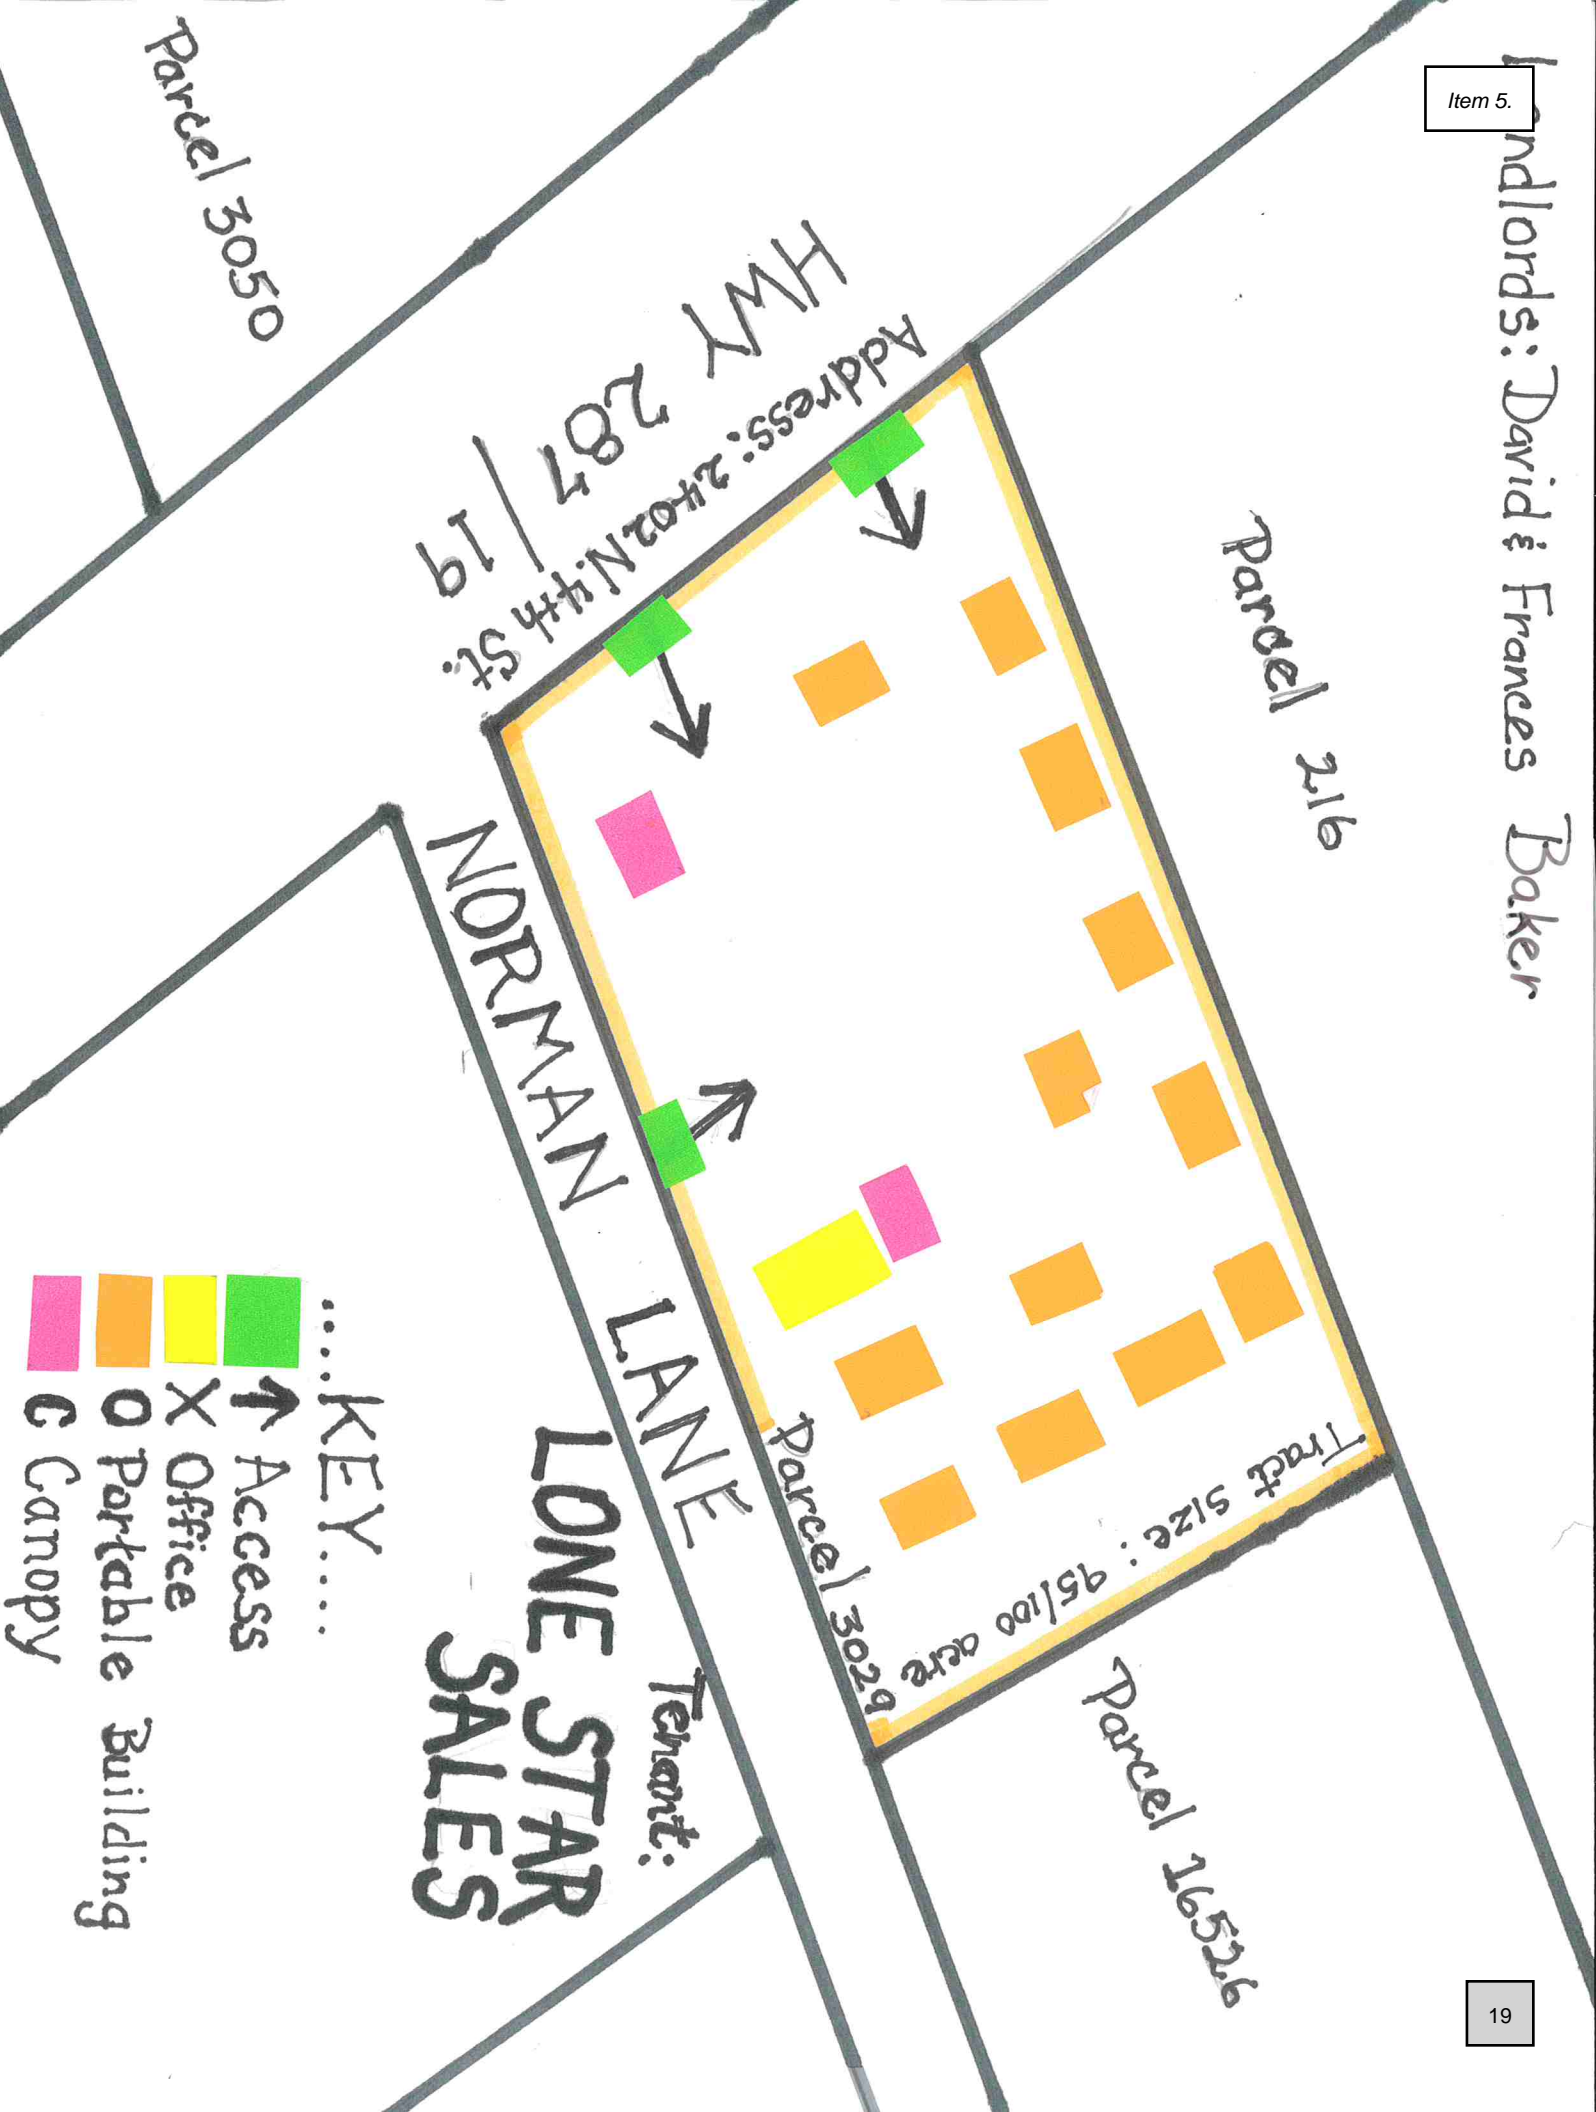 Item 5.
Landlords: David & Frances Baker
Parcel 216
Parcel 3050
HWY 287 / 19
Address: 2402 N. 4th St.
NORMAN LANE
Parcel 3029
Tract Size: 95/100 acre
Parcel 16526
Tenant:
LONE STAR
SALES
....KEY....
↑ Access
X Office
O Portable Building
C Canopy
19